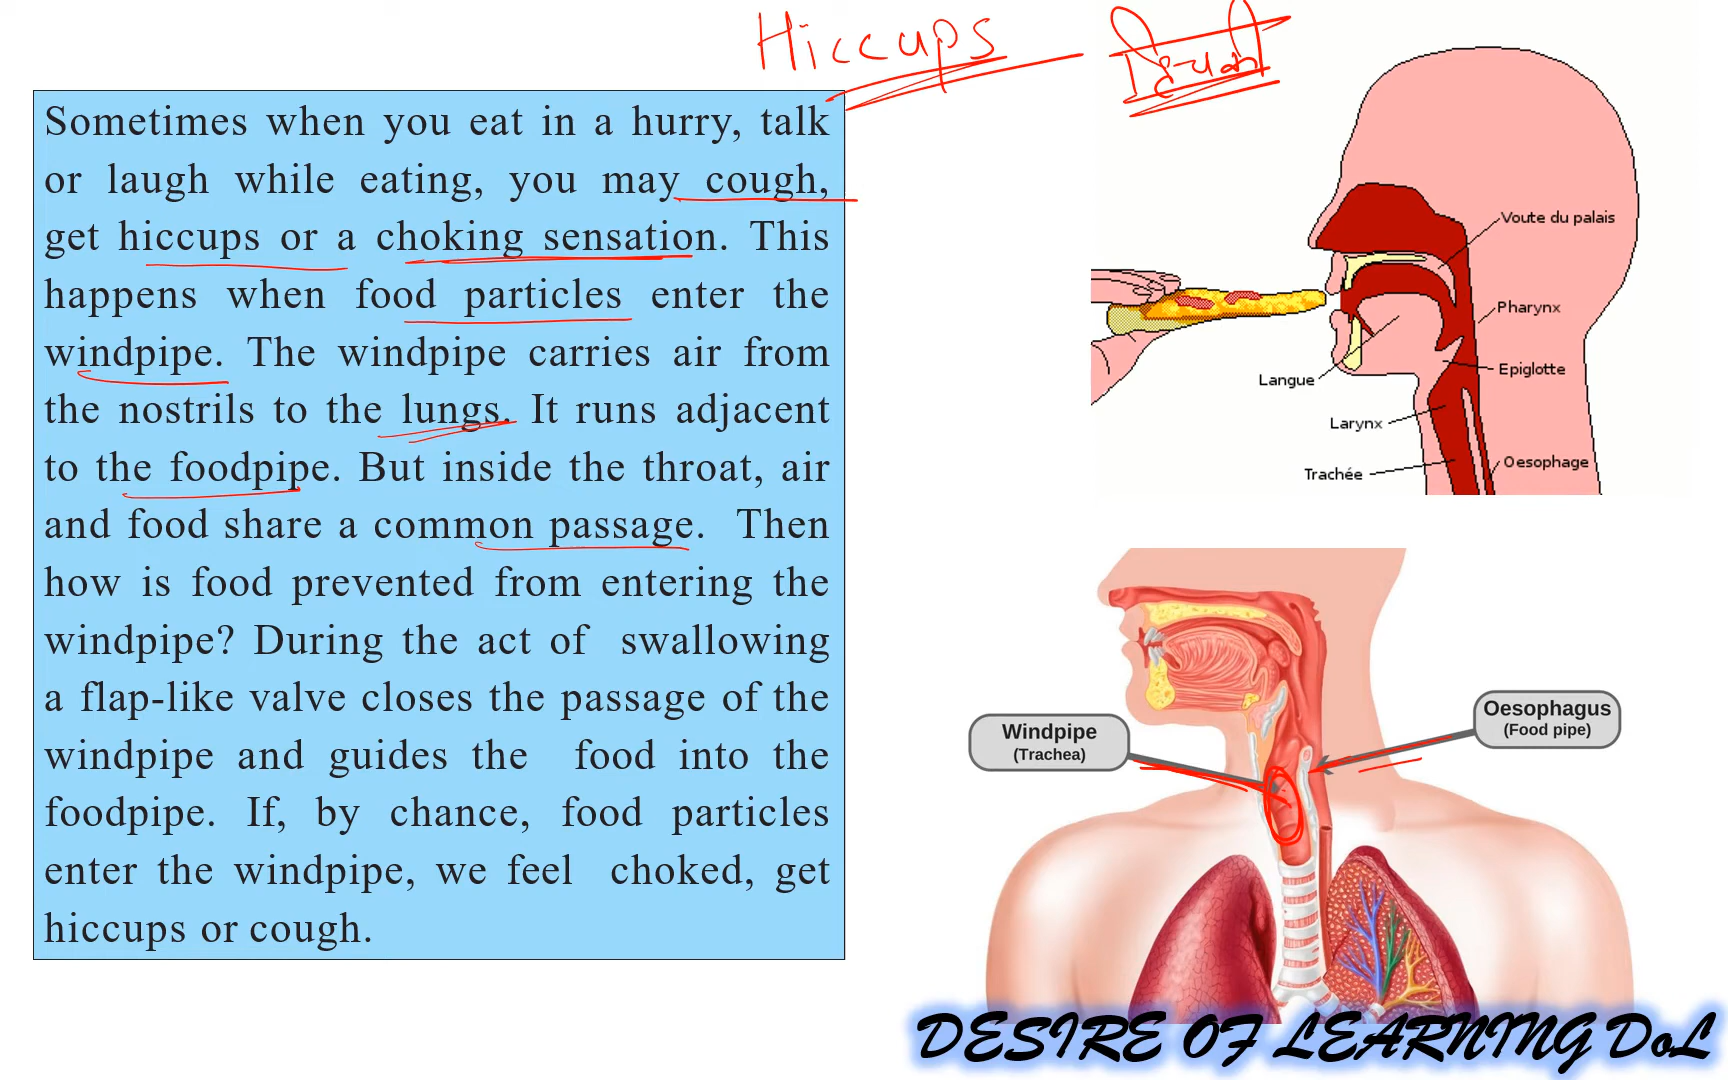 Hiccups
Sometimes when you eat in a hurry, talk
or laugh while eating, you may cough,
get hiccups or a choking sensation. This
happens when food particles enter the
windpipe. The windpipe carries air from
the nostrils to the lungs. It runs adjacent
to the foodpipe. But inside the throat, air
and food share a common passage. Then
how is food prevented from entering the
windpipe? During the act of swallowing
a flap-like valve closes the passage of the
windpipe and guides the food into the
foodpipe. If, by chance, food particles
enter the windpipe, we feel choked, get
hiccups or cough.
Voute du palais
Pharynx
Epiglotte
Langue
Larynx
Trachée
Oesophage
Windpipe
(Trachea)
Oesophagus
(Food pipe)
DESIRE OF LEARNING DoL